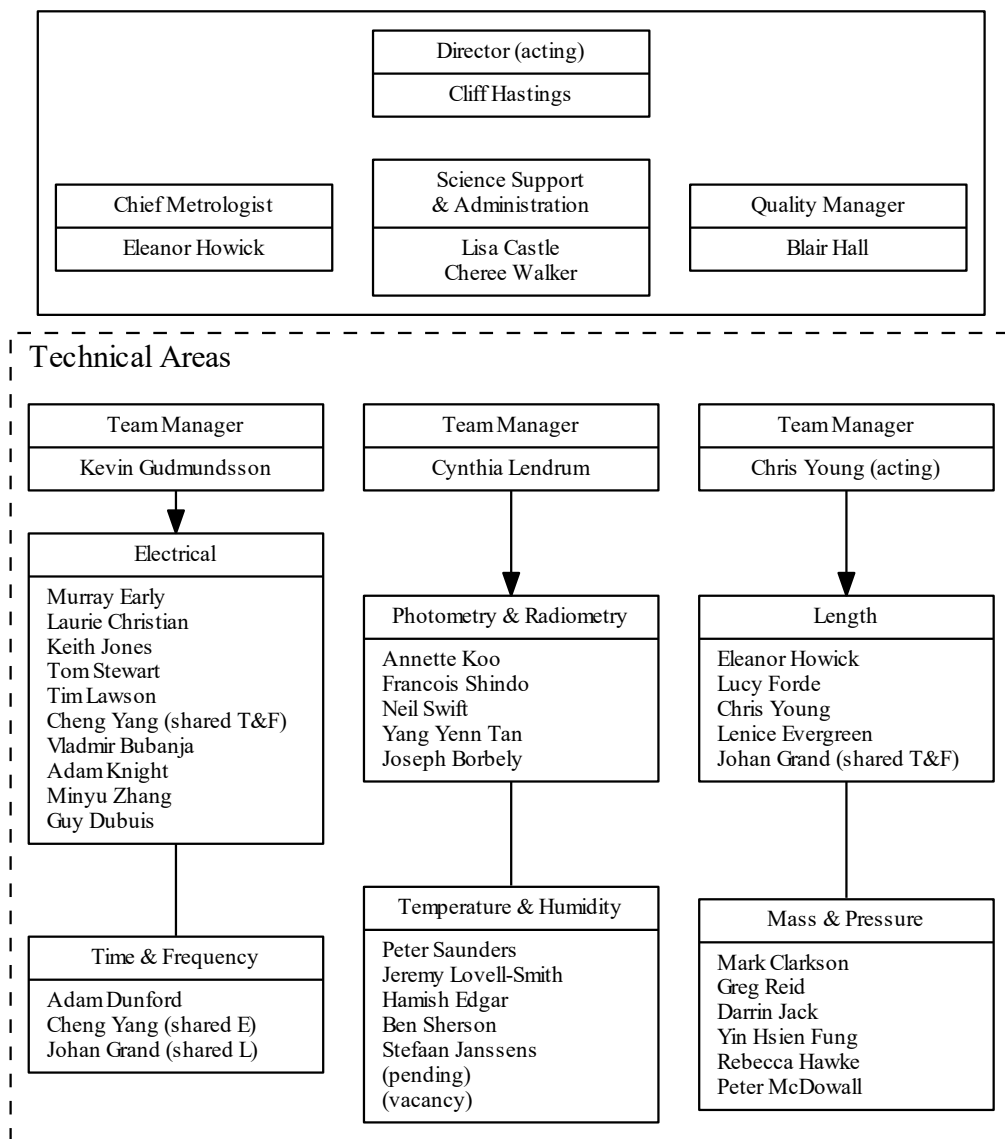 Director (acting)
Cliff Hastings
Chief Metrologist
Eleanor Howick
Science Support
& Administration
Lisa Castle
Cheree Walker
Quality Manager
Blair Hall
Technical Areas
Team Manager
Kevin Gudmundsson
Electrical
Murray Early
Laurie Christian
Keith Jones
Tom Stewart
Tim Lawson
Cheng Yang (shared T&F)
Vladmir Bubanja
Adam Knight
Minyu Zhang
Guy Dubuis
Time & Frequency
Adam Dunford
Cheng Yang (shared E)
Johan Grand (shared L)
Team Manager
Cynthia Lendrum
Photometry & Radiometry
Annette Koo
Francois Shindo
Neil Swift
Yang Yenn Tan
Joseph Borbely
Temperature & Humidity
Peter Saunders
Jeremy Lovell-Smith
Hamish Edgar
Ben Sherson
Stefaan Janssens
(pending)
(vacancy)
Team Manager
Chris Young (acting)
Length
Eleanor Howick
Lucy Forde
Chris Young
Lenice Evergreen
Johan Grand (shared T&F)
Mass & Pressure
Mark Clarkson
Greg Reid
Darrin Jack
Yin Hsien Fung
Rebecca Hawke
Peter McDowall